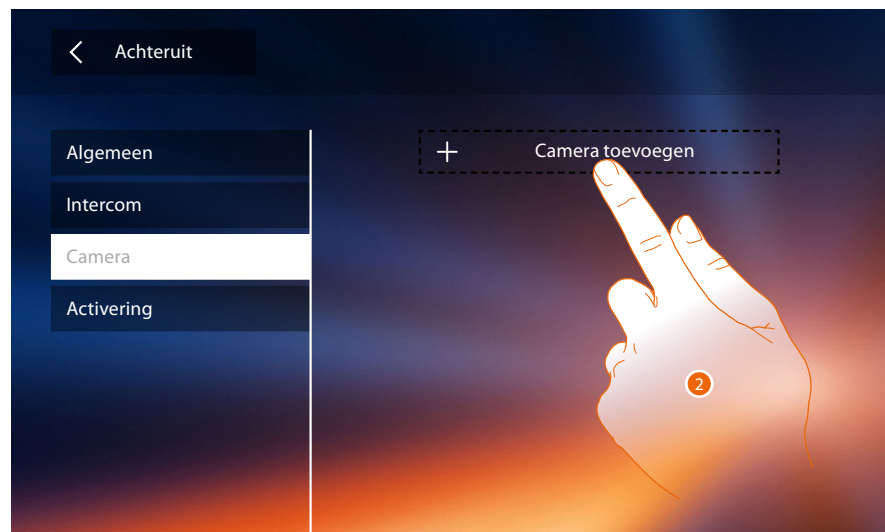 Achteruit
Algemeen
Intercom
Camera
Activering
+ Camera toevoegen
2